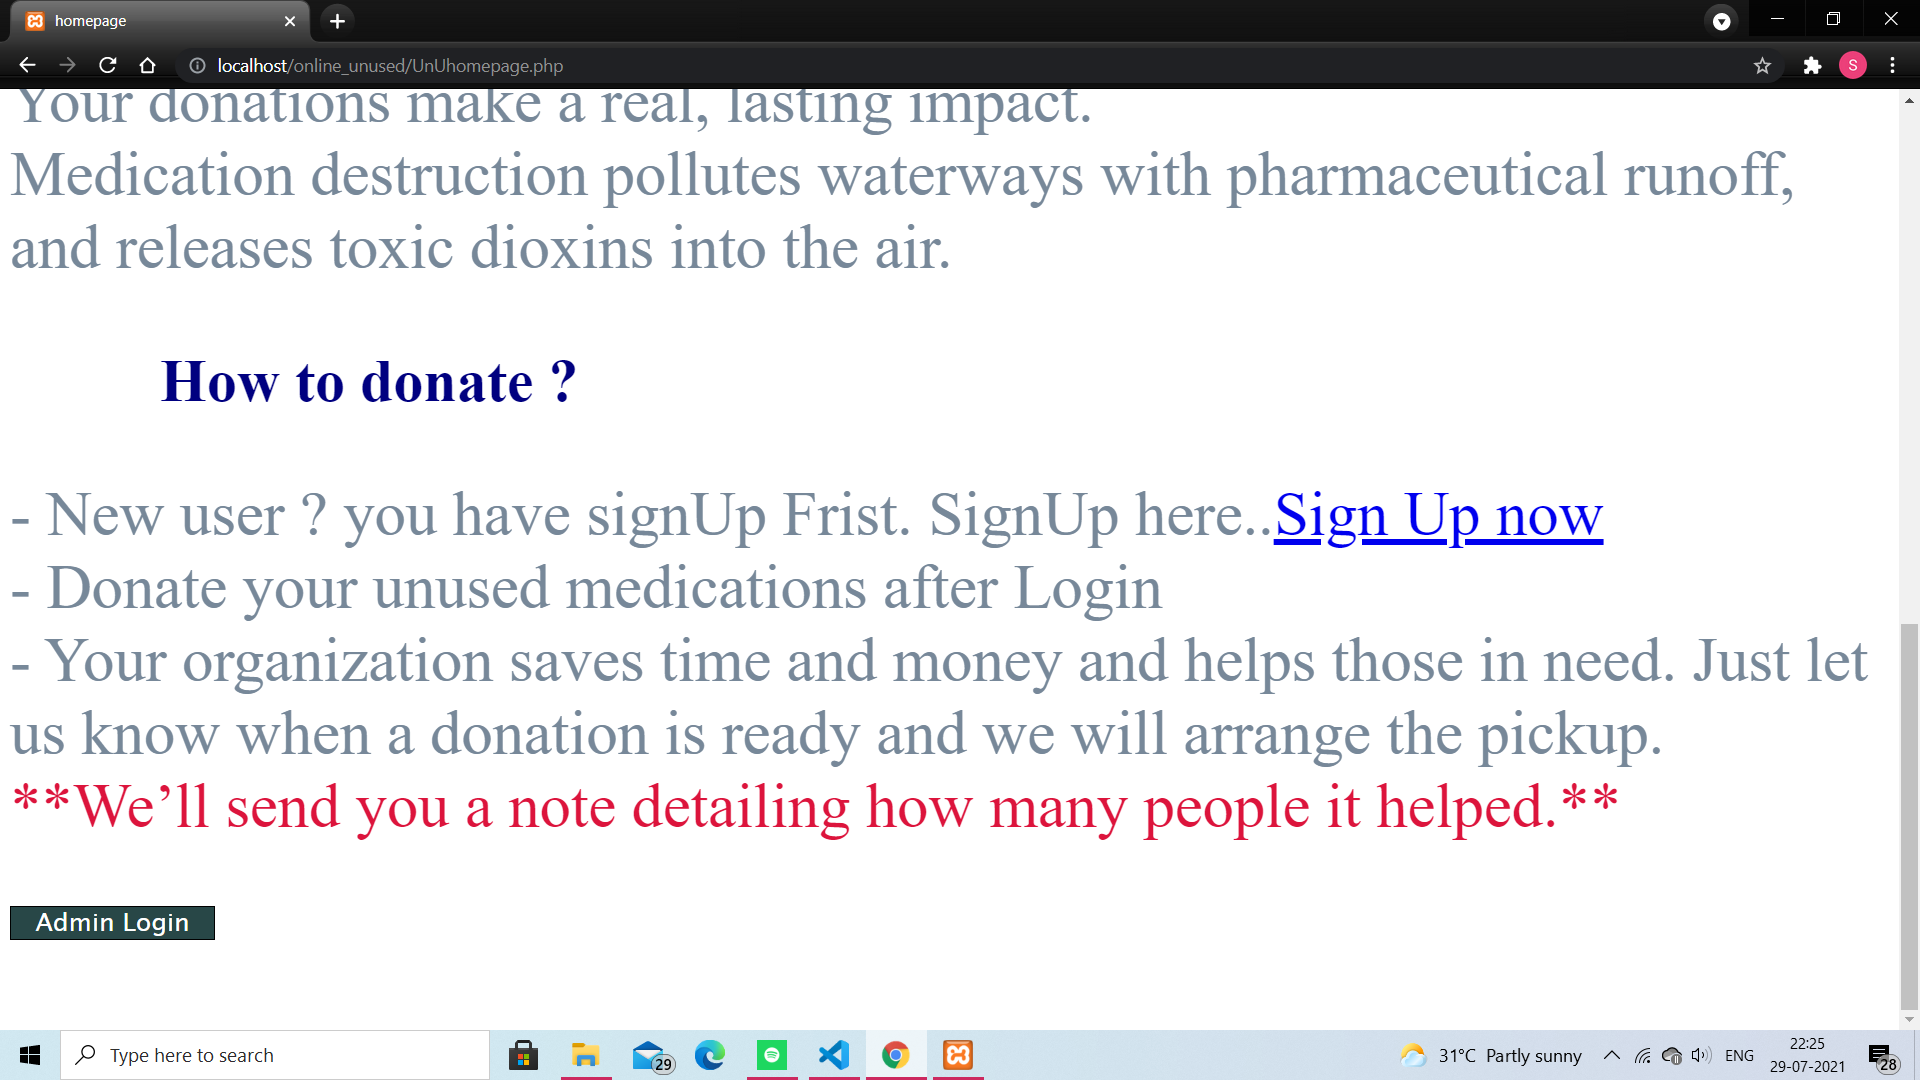 homepage
localhost/online_unused/UnUhomepage.php
S
Your donations make a real, lasting impact.
Medication destruction pollutes waterways with pharmaceutical runoff,
and releases toxic dioxins into the air.
How to donate ?
- New user ? you have signUp Frist. SignUp here..Sign Up now
- Donate your unused medications after Login
- Your organization saves time and money and helps those in need. Just let
us know when a donation is ready and we will arrange the pickup.
**We’ll send you a note detailing how many people it helped.**
Admin Login
Type here to search
29
31°C Partly sunny
ENG
22:25
29-07-2021
28